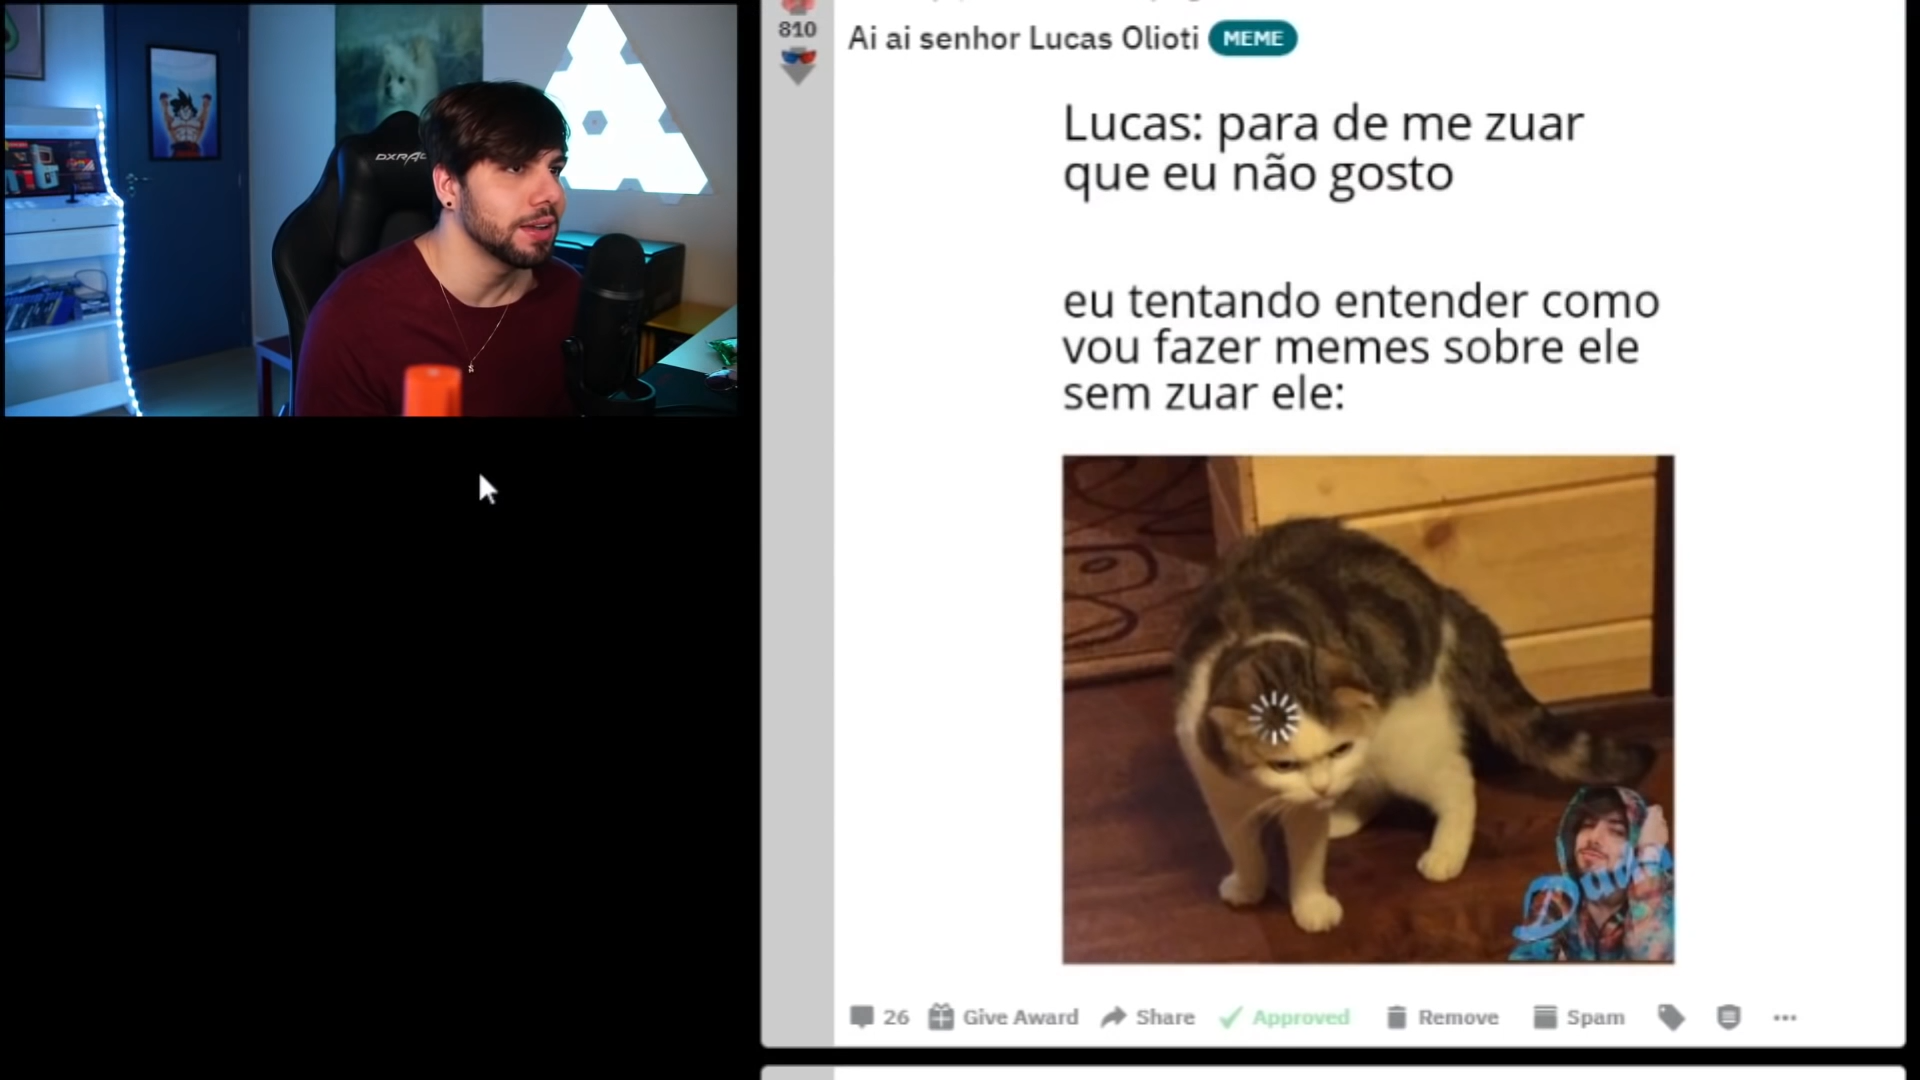 DXRAC
810
Ai ai senhor Lucas Olioti MEME
Lucas: para de me zuar
que eu não gosto
eu tentando entender como
vou fazer memes sobre ele
sem zuar ele:
26 Give Award Share Approved Remove Spam